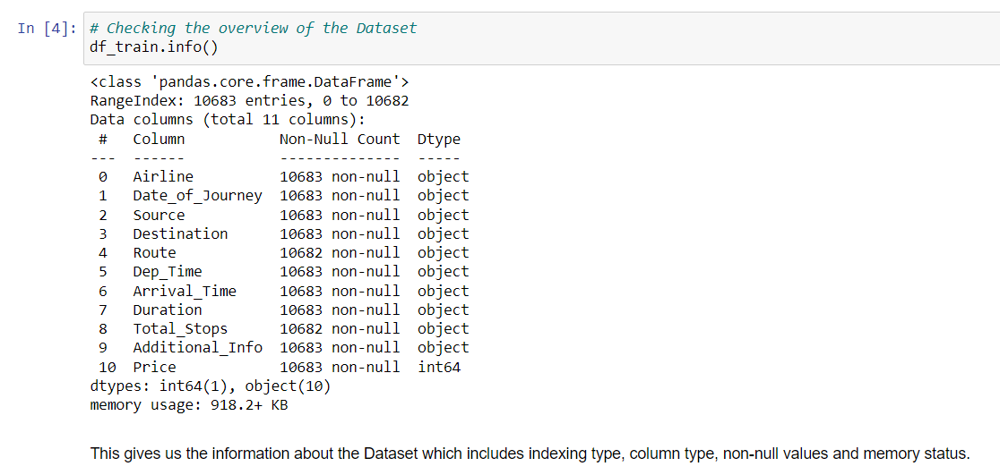 In [4]: # Checking the overview of the Dataset
df_train.info()
<class 'pandas.core.frame.DataFrame'>
RangeIndex: 10683 entries, 0 to 10682
Data columns (total 11 columns):
 #   Column           Non-Null Count  Dtype
---  ------           --------------  -----
 0   Airline          10683 non-null  object
 1   Date_of_Journey  10683 non-null  object
 2   Source           10683 non-null  object
 3   Destination      10683 non-null  object
 4   Route            10682 non-null  object
 5   Dep_Time         10683 non-null  object
 6   Arrival_Time     10683 non-null  object
 7   Duration         10683 non-null  object
 8   Total_Stops      10682 non-null  object
 9   Additional_Info  10683 non-null  object
 10  Price            10683 non-null  int64
dtypes: int64(1), object(10)
memory usage: 918.2+ KB
This gives us the information about the Dataset which includes indexing type, column type, non-null values and memory status.